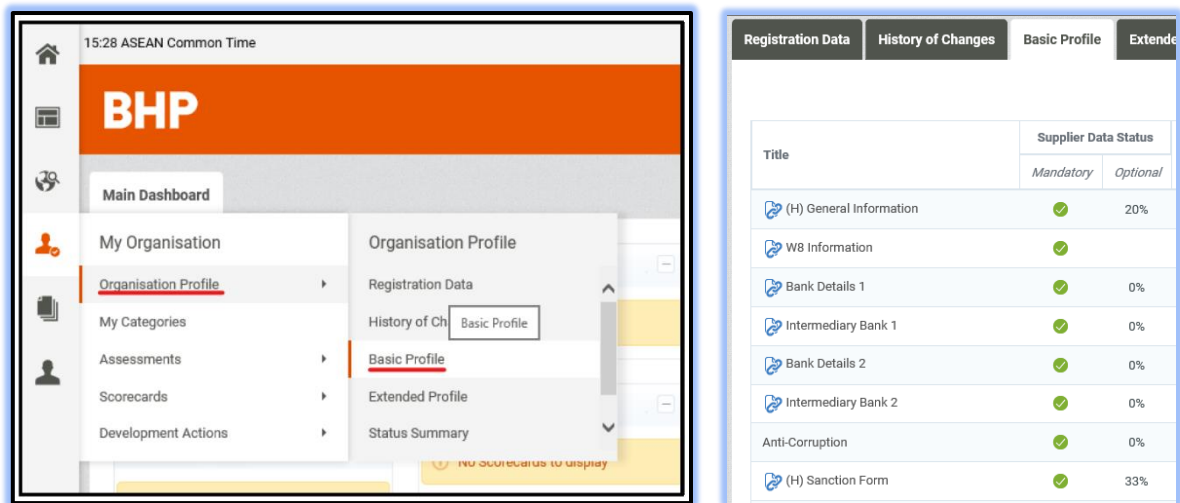 15:28 ASEAN Common Time
BHP
Main Dashboard
My Organisation
Organisation Profile
My Categories
Assessments
Scorecards
Development Actions
Organisation Profile
Registration Data
History of Ch
Basic Profile
Basic Profile
Extended Profile
Status Summary
No Scorecards to display
Registration Data History of Changes Basic Profile Extende
Title Supplier Data Status
Mandatory Optional
(H) General Information 20%
W8 Information
Bank Details 1 0%
Intermediary Bank 1 0%
Bank Details 2 0%
Intermediary Bank 2 0%
Anti-Corruption 0%
(H) Sanction Form 33%